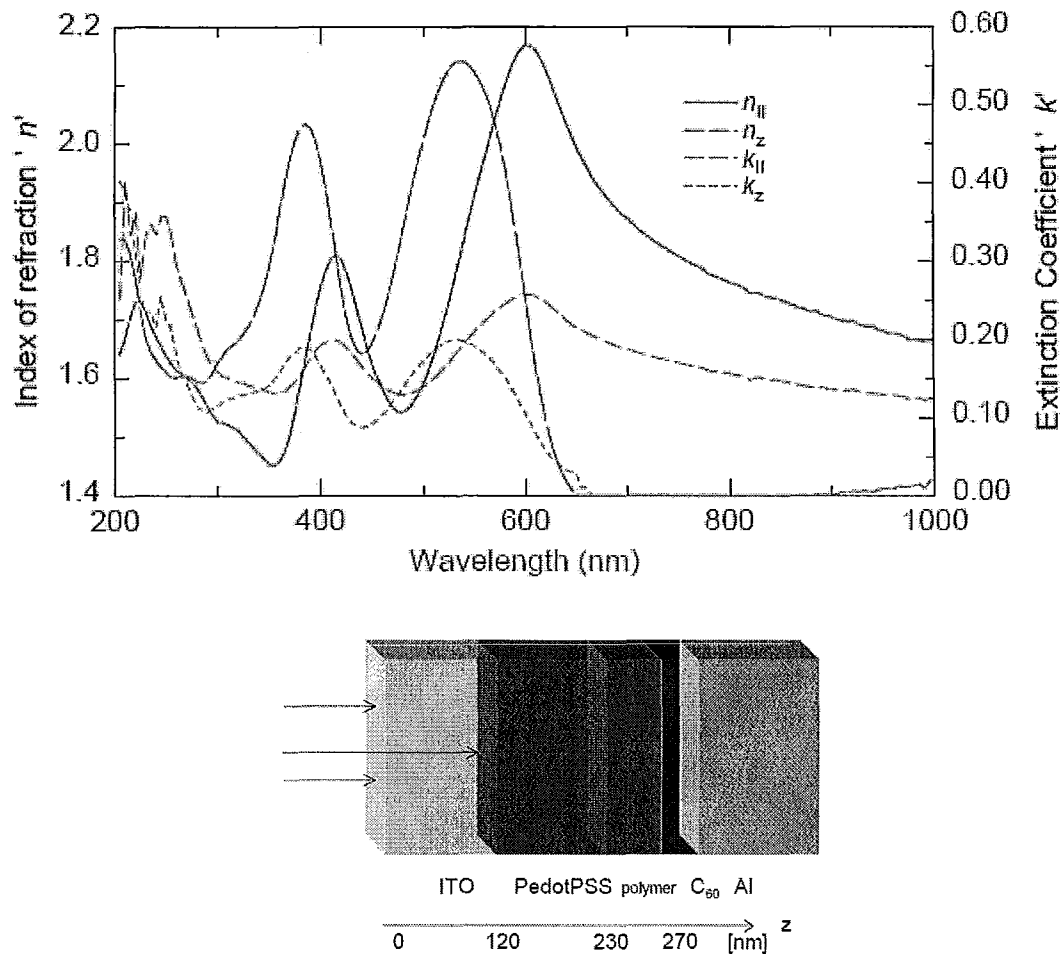 Index of refraction ' n'
2.2
2.0
1.8
1.6
1.4
n||
nz
k||
kz
0.60
0.50
0.40
0.30
0.20
0.10
0.00
Extinction Coefficient ' k'
200 400 600 800 1000
Wavelength (nm)
ITO PedotPSS polymer C60 Al
z
0 120 230 270 [nm]